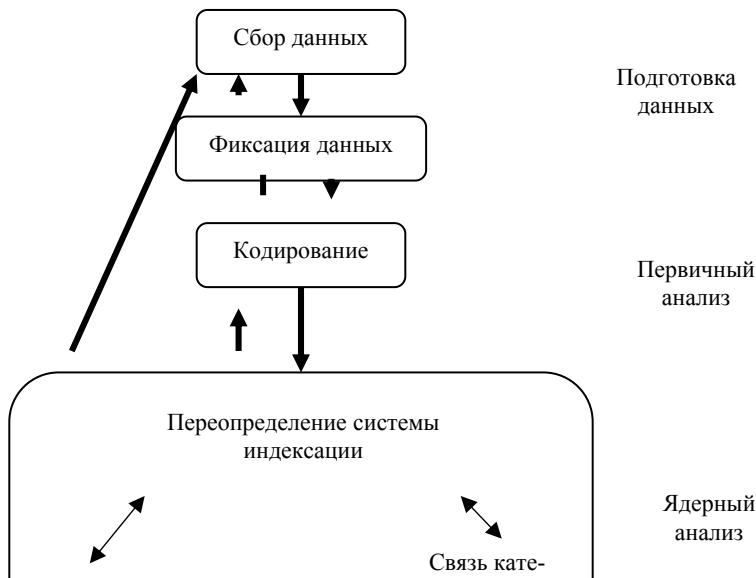 Сбор данных
Подготовка
данных
Фиксация данных
Кодирование
Первичный
анализ
Переопределение системы
индексации
Ядерный
анализ
Связь кате-